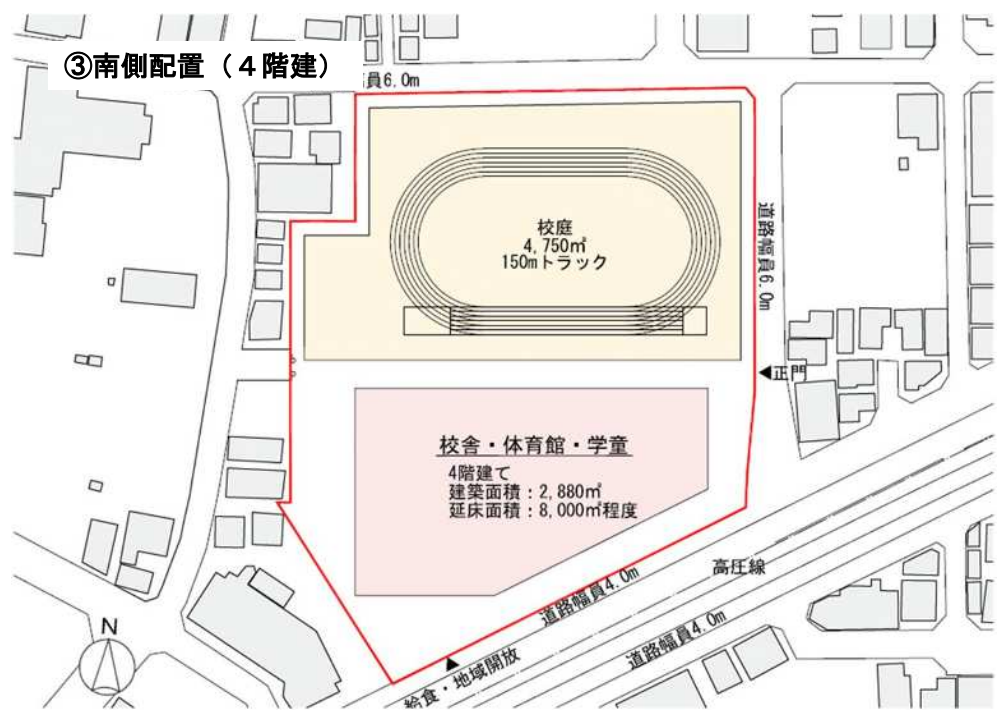 ③南側配置（４階建）
員6.0m
校庭
4,750㎡
150mトラック
道路幅員6.0m
◀正門
校舎・体育館・学童
4階建て
建築面積：2,880㎡
延床面積：8,000㎡程度
高圧線
道路幅員4.0m
道路幅員4.0m
給食・地域開放
N